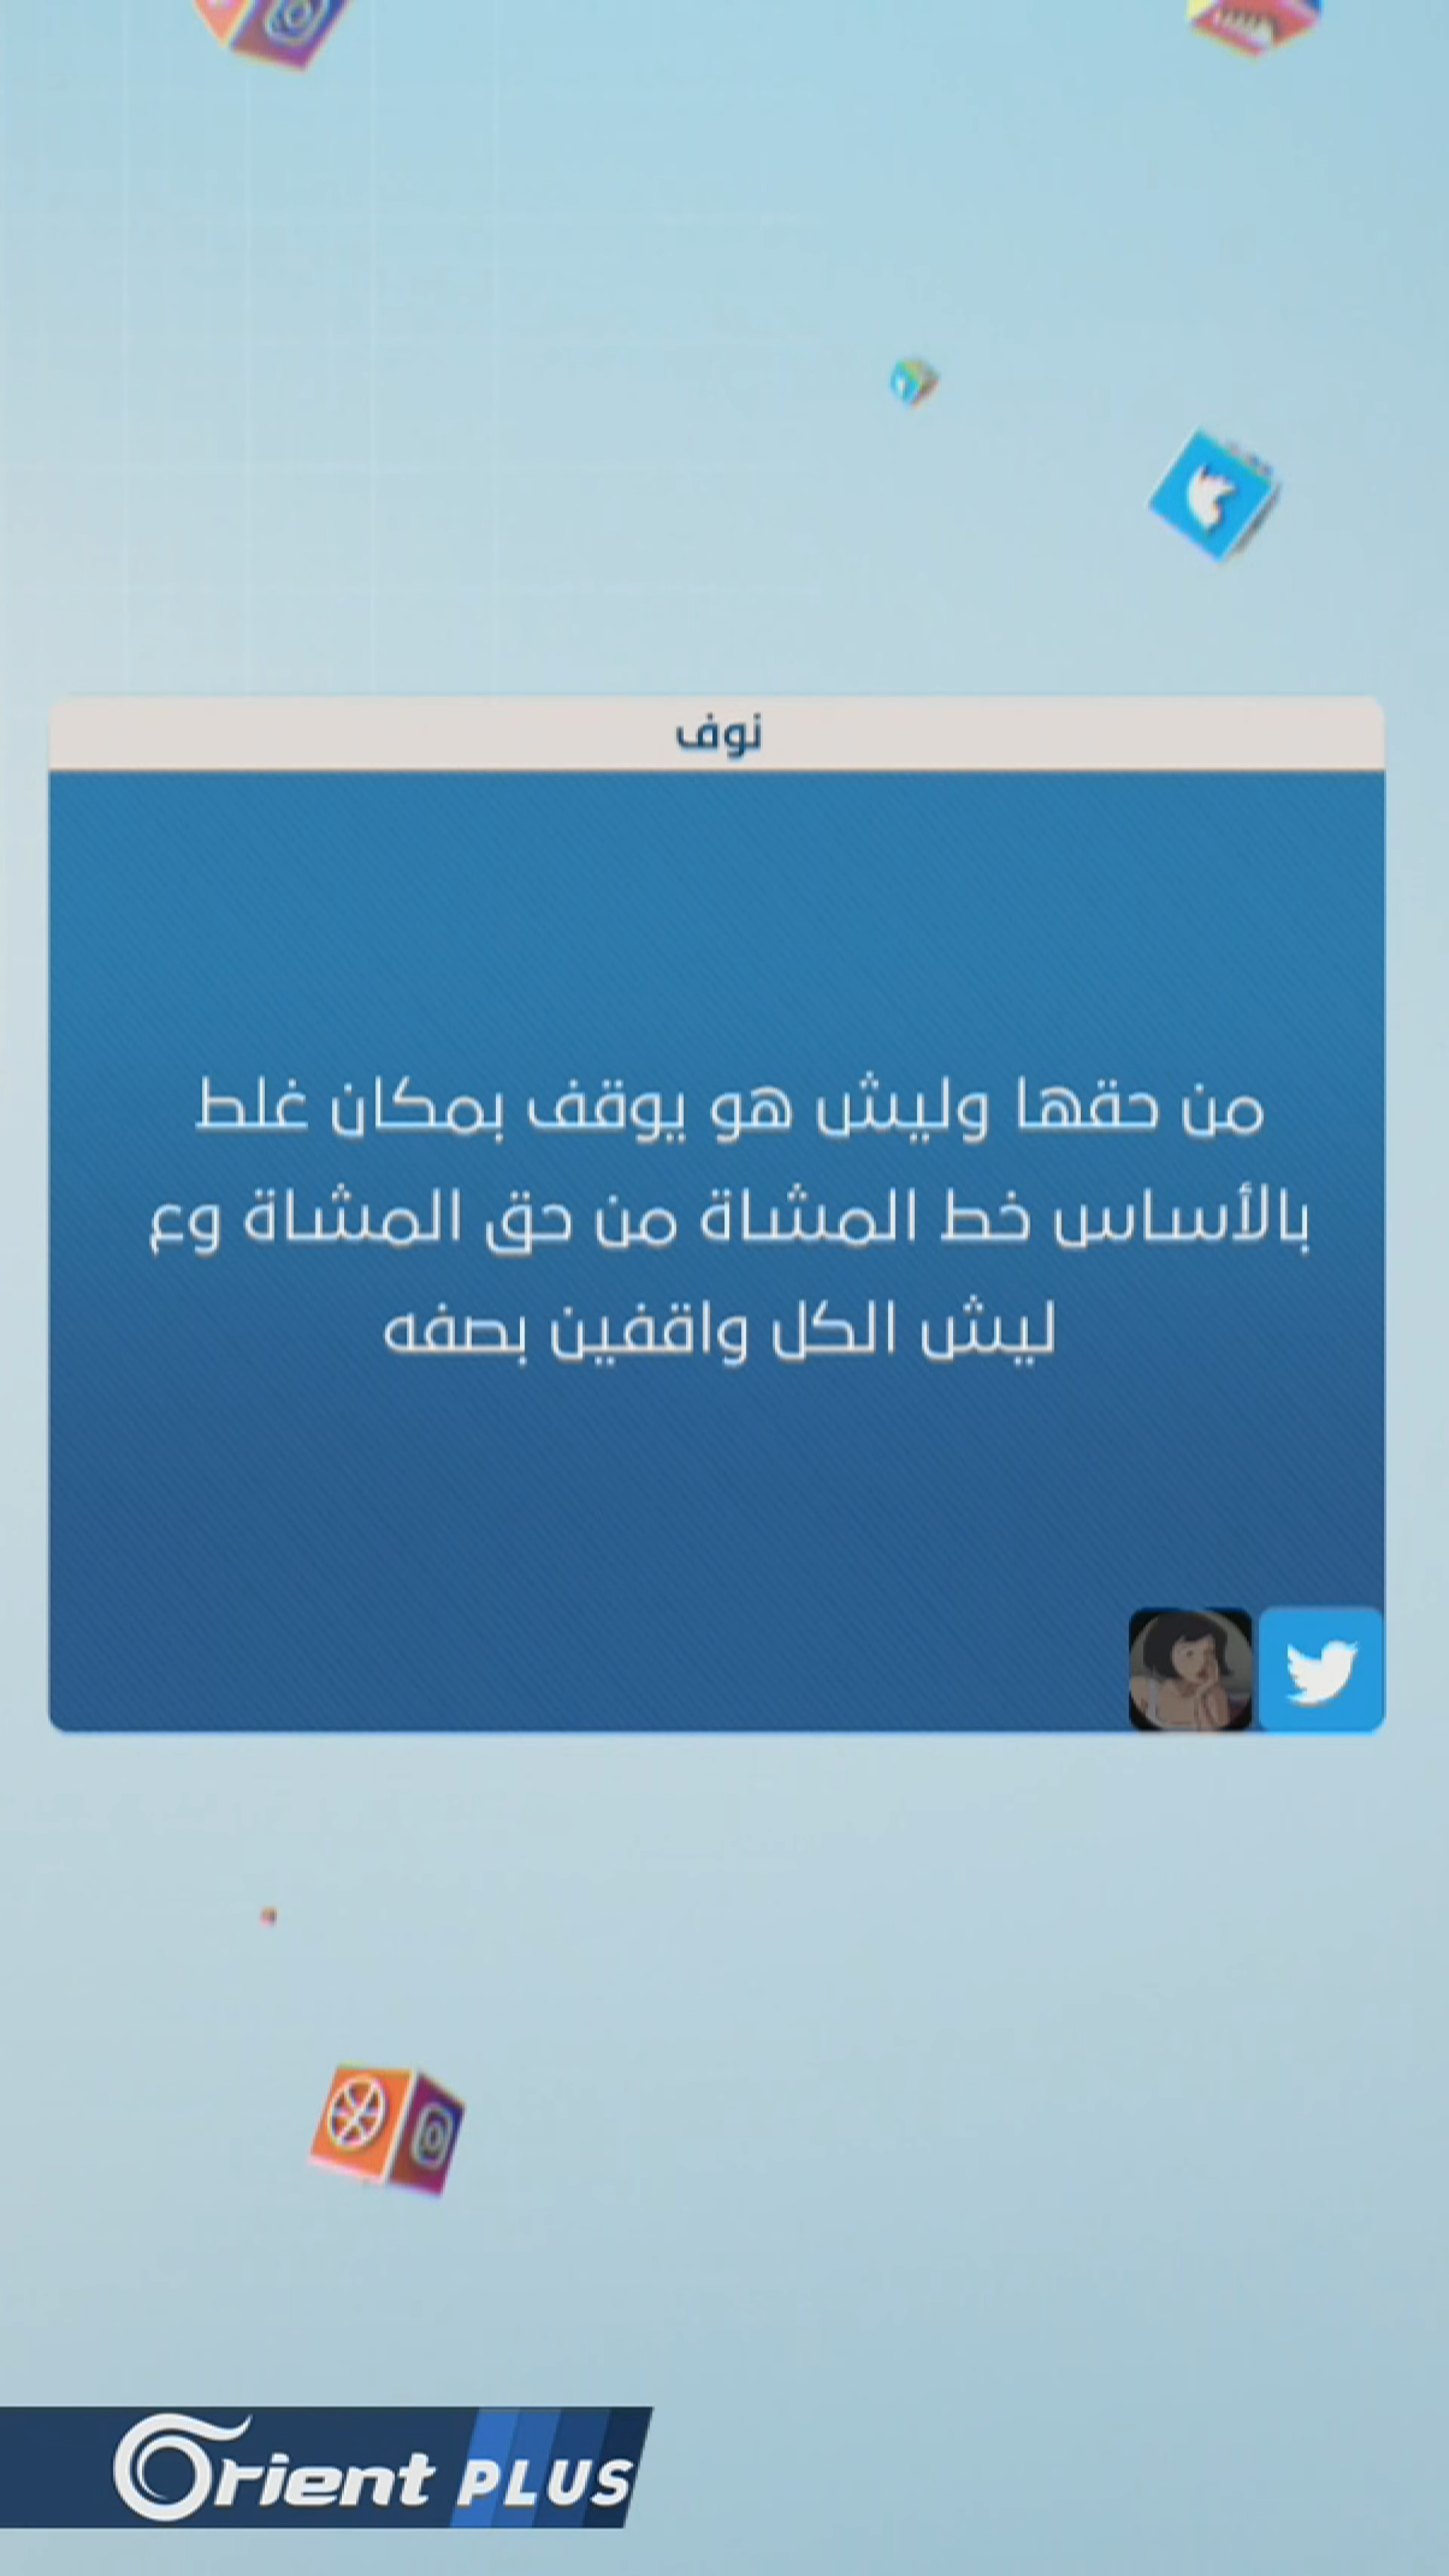 نوف
من حقها وليش هو يوقف بمكان غلط
بالأساس خط المشاة من حق المشاة وع
ليش الكل واقفين بصفه
Orient PLUS